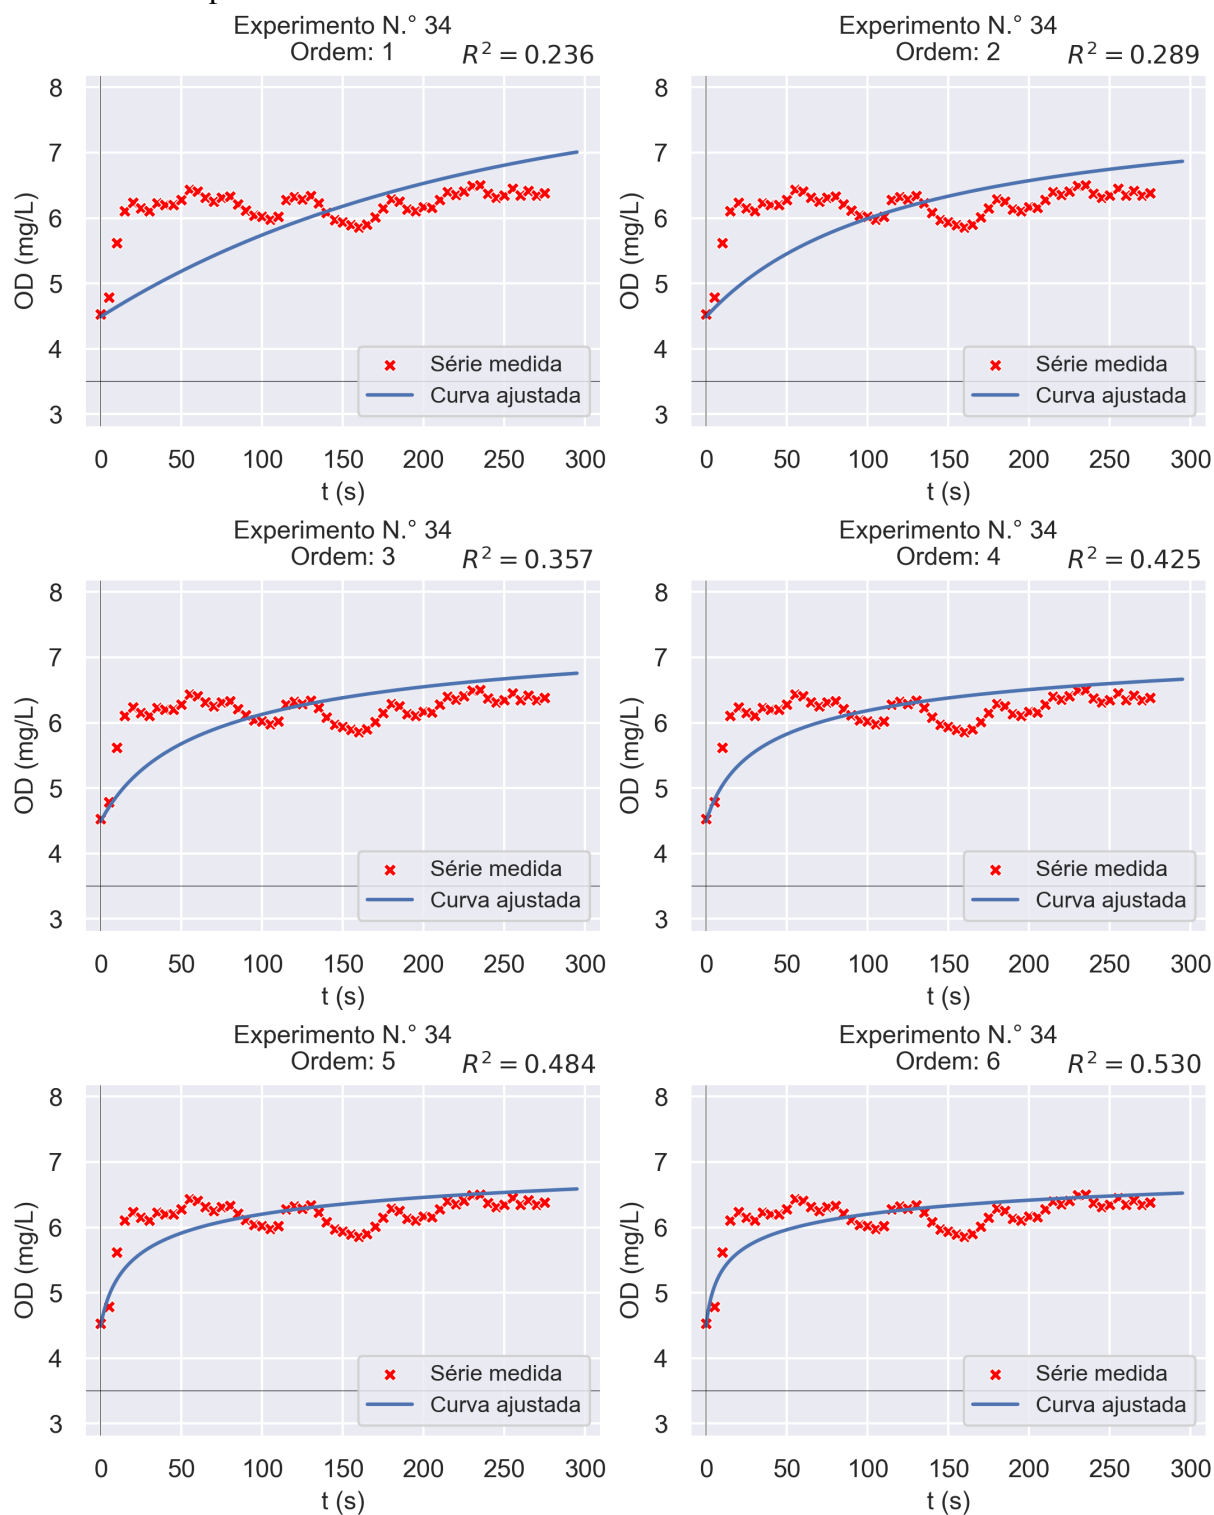 Experimento N.° 34
Ordem: 1 R² = 0.236
8
7
6
5
4
3
OD (mg/L)
Série medida
Curva ajustada
0 50 100 150 200 250 300
t (s)
Experimento N.° 34
Ordem: 2 R² = 0.289
8
7
6
5
4
3
OD (mg/L)
Série medida
Curva ajustada
0 50 100 150 200 250 300
t (s)
Experimento N.° 34
Ordem: 3 R² = 0.357
8
7
6
5
4
3
OD (mg/L)
Série medida
Curva ajustada
0 50 100 150 200 250 300
t (s)
Experimento N.° 34
Ordem: 4 R² = 0.425
8
7
6
5
4
3
OD (mg/L)
Série medida
Curva ajustada
0 50 100 150 200 250 300
t (s)
Experimento N.° 34
Ordem: 5 R² = 0.484
8
7
6
5
4
3
OD (mg/L)
Série medida
Curva ajustada
0 50 100 150 200 250 300
t (s)
Experimento N.° 34
Ordem: 6 R² = 0.530
8
7
6
5
4
3
OD (mg/L)
Série medida
Curva ajustada
0 50 100 150 200 250 300
t (s)